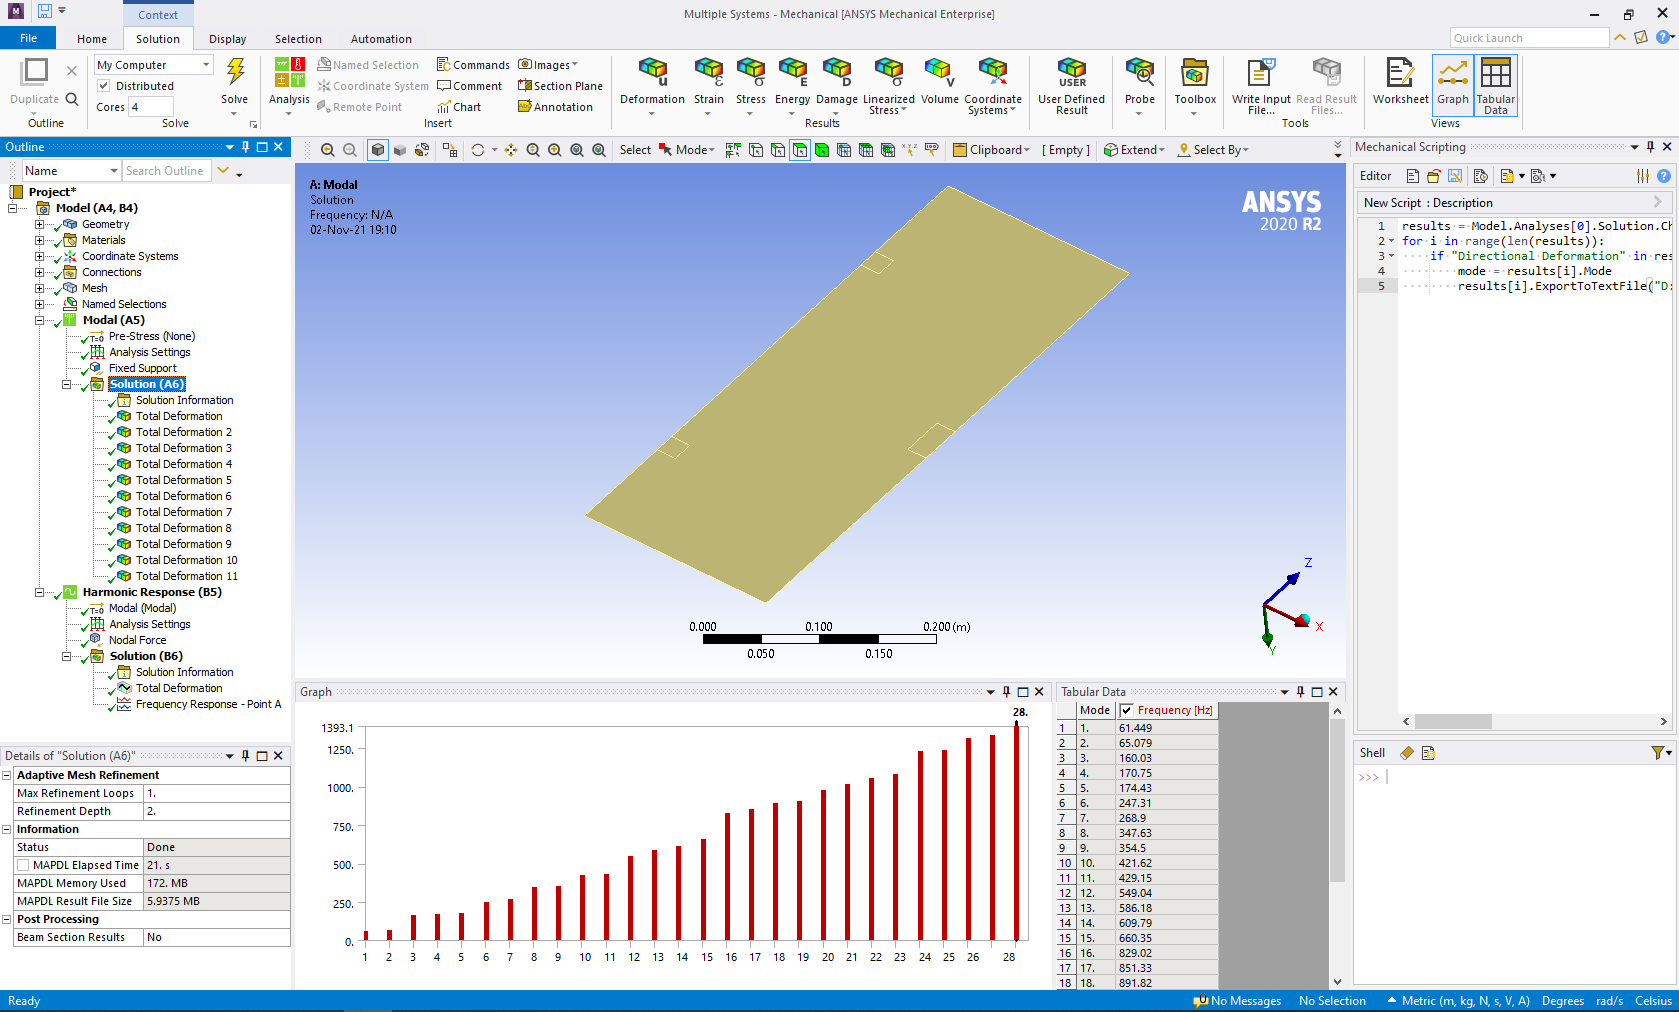 Context
Multiple Systems - Mechanical [ANSYS Mechanical Enterprise]
File
Home
Solution
Display
Selection
Automation
Quick Launch
Duplicate
Outline
My Computer
Distributed
Cores 4
Solve
Solve
Analysis
Named Selection
Coordinate System
Remote Point
Commands
Comment
Chart
Images
Section Plane
Annotation
Insert
Deformation
Strain
Stress
Energy
Damage
Linearized Stress
Volume
Coordinate Systems
Results
User Defined Result
Probe
Toolbox
Write Input File...
Read Result Files...
Tools
Worksheet
Graph
Tabular Data
Views
Outline
Name
Search Outline
Project*
Model (A4, B4)
Geometry
Materials
Coordinate Systems
Connections
Mesh
Named Selections
Modal (A5)
Pre-Stress (None)
Analysis Settings
Fixed Support
Solution (A6)
Solution Information
Total Deformation
Total Deformation 2
Total Deformation 3
Total Deformation 4
Total Deformation 5
Total Deformation 6
Total Deformation 7
Total Deformation 8
Total Deformation 9
Total Deformation 10
Total Deformation 11
Harmonic Response (B5)
Modal (Modal)
Analysis Settings
Nodal Force
Solution (B6)
Solution Information
Total Deformation
Frequency Response - Point A
Details of "Solution (A6)"
Adaptive Mesh Refinement
Max Refinement Loops 1.
Refinement Depth 2.
Information
Status Done
MAPDL Elapsed Time 21. s
MAPDL Memory Used 172. MB
MAPDL Result File Size 5.9375 MB
Post Processing
Beam Section Results No
Select
Mode
Clipboard
[ Empty ]
Extend
Select By
A: Modal
Solution
Frequency: N/A
02-Nov-21 19:10
ANSYS
2020 R2
0.000 0.100 0.200 (m)
0.050 0.150
Z
X
Y
Graph
28.
1393.1
1250.
1000.
750.
500.
250.
0.
1 2 3 4 5 6 7 8 9 10 11 12 13 14 15 16 17 18 19 20 21 22 23 24 25 26 28
Tabular Data
Mode Frequency [Hz]
1 1. 61.449
2 2. 65.079
3 3. 160.03
4 4. 170.75
5 5. 174.43
6 6. 247.31
7 7. 268.9
8 8. 347.63
9 9. 354.5
10 10. 421.62
11 11. 429.15
12 12. 549.04
13 13. 586.18
14 14. 609.79
15 15. 660.35
16 16. 829.02
17 17. 851.33
18 18. 891.82
Mechanical Scripting
Editor
New Script : Description
1 results = Model.Analyses[0].Solution.Ch
2 for i in range(len(results)):
3 if "Directional Deformation" in res
4 mode = results[i].Mode
5 results[i].ExportToTextFile("D:
Shell
>>>
Ready
No Messages
No Selection
Metric (m, kg, N, s, V, A)
Degrees
rad/s
Celsius